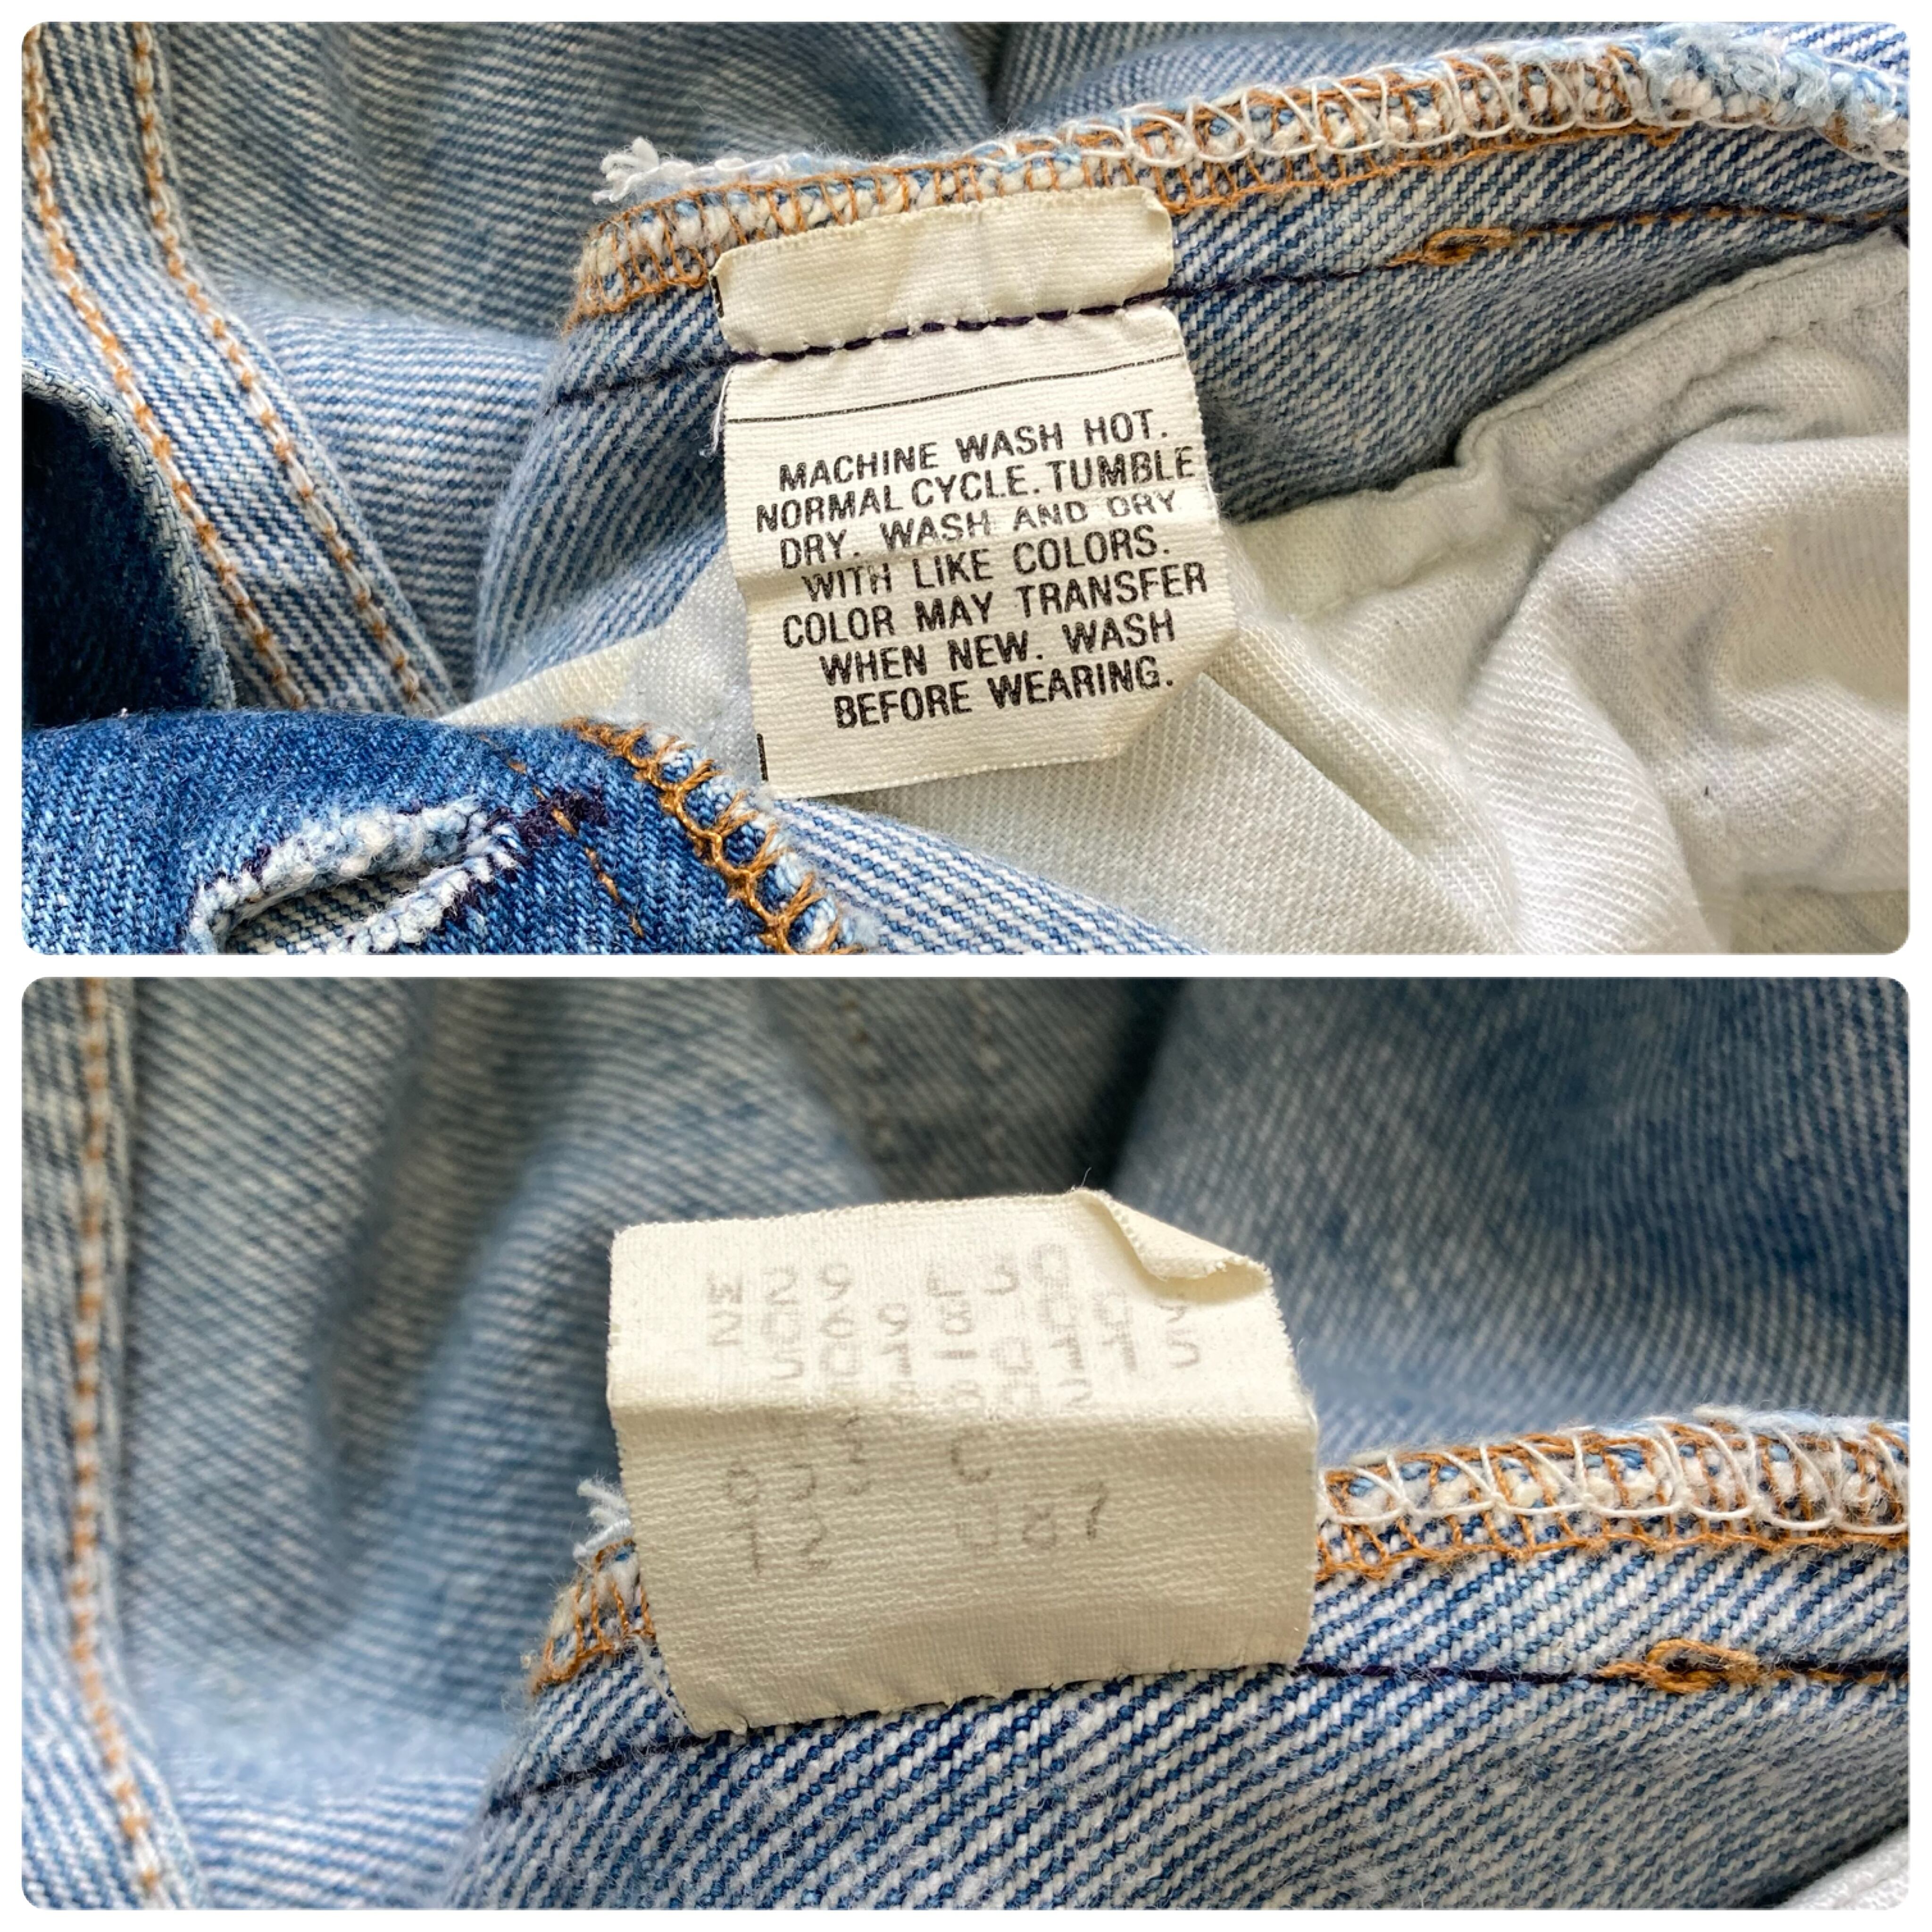 MACHINE WASH HOT.
NORMAL CYCLE. TUMBLE
DRY. WASH AND DRY
WITH LIKE COLORS.
COLOR MAY TRANSFER
WHEN NEW. WASH
BEFORE WEARING.
W29 L30
501-0115